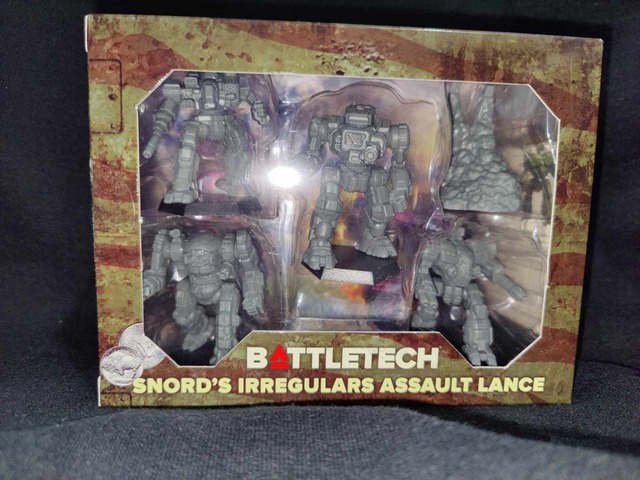 BATTLETECH
SNORD'S IRREGULARS ASSAULT LANCE